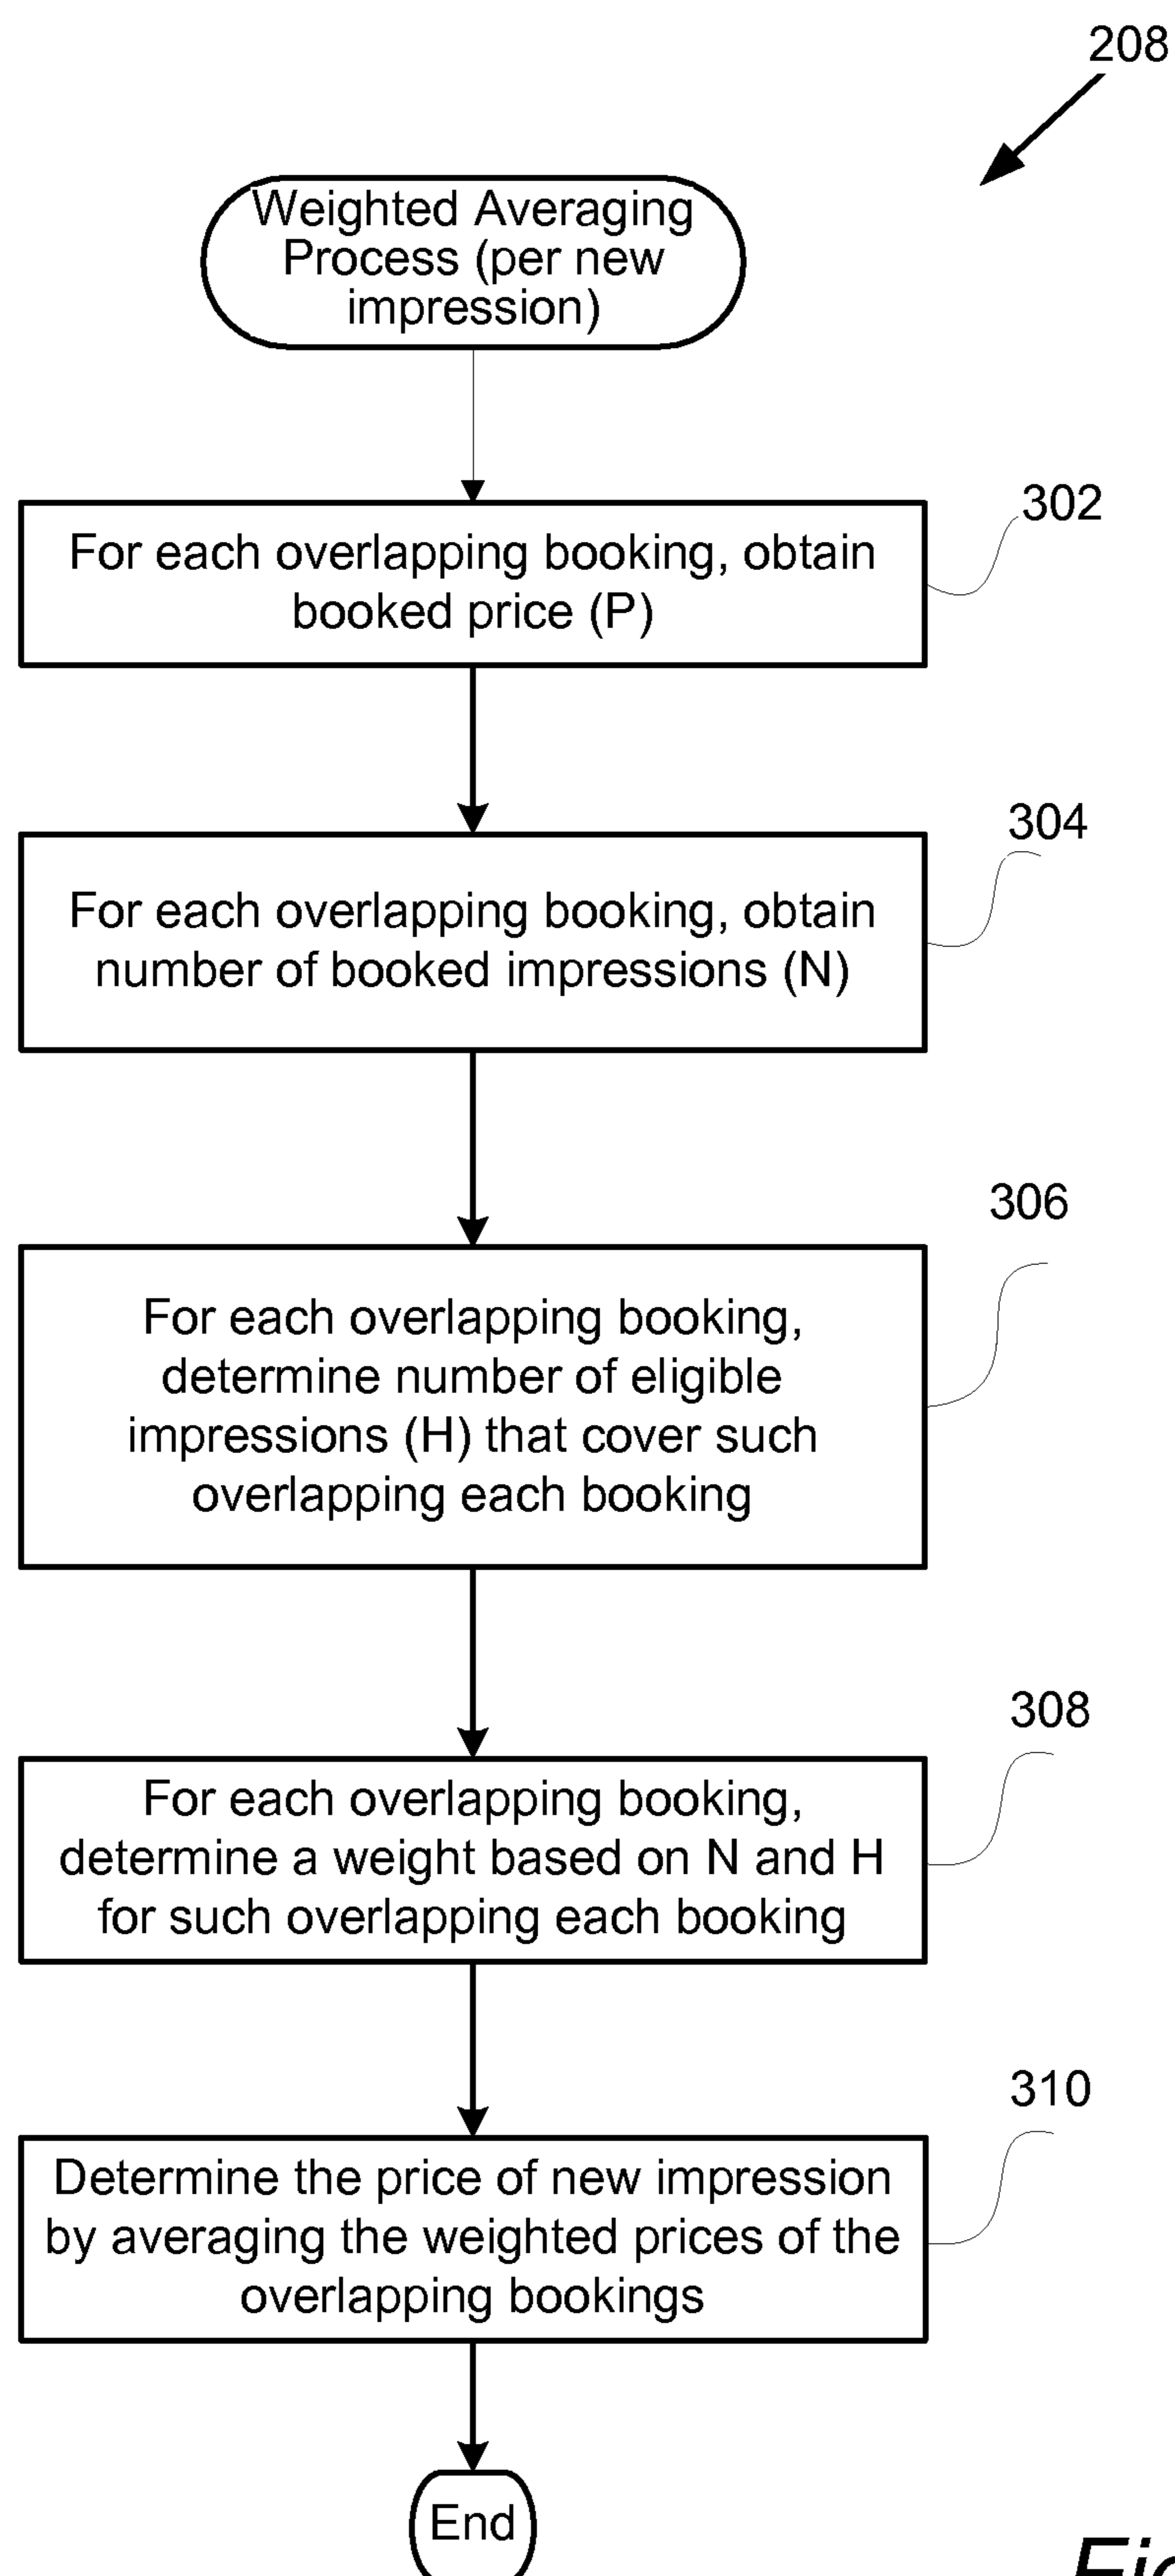 208
Weighted Averaging
Process (per new
impression)
302
For each overlapping booking, obtain
booked price (P)
304
For each overlapping booking, obtain
number of booked impressions (N)
306
For each overlapping booking,
determine number of eligible
impressions (H) that cover such
overlapping each booking
308
For each overlapping booking,
determine a weight based on N and H
for such overlapping each booking
310
Determine the price of new impression
by averaging the weighted prices of the
overlapping bookings
End